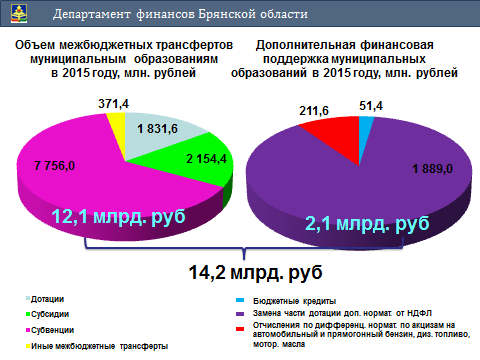 Департамент финансов Брянской области
Объем межбюджетных трансфертов
муниципальным образованиям
в 2015 году, млн. рублей
Дополнительная финансовая
поддержка муниципальных
образований в 2015 году, млн. рублей
371,4
1 831,6
2 154,4
7 756,0
12,1 млрд. руб
211,6
51,4
1 889,0
2,1 млрд. руб
14,2 млрд. руб
Дотации
Субсидии
Субвенции
Иные межбюджетные трансферты
Бюджетные кредиты
Замена части дотации доп. нормат. от НДФЛ
Отчисления по дифференц. нормат. по акцизам на
автомобильный и прямогонный бензин, диз. топливо,
мотор. масла